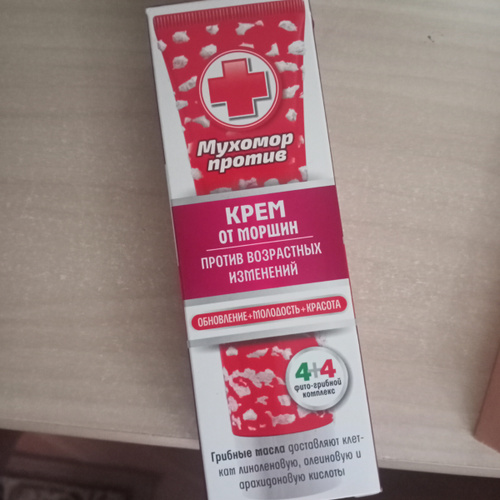 Мухомор
против
КРЕМ
ОТ МОРЩИН
ПРОТИВ ВОЗРАСТНЫХ
ИЗМЕНЕНИЙ
ОБНОВЛЕНИЕ+МОЛОДОСТЬ+КРАСОТА
4+4
фито-грибной
комплекс
Грибные масла доставляют клет-
кам линоленовую, олеиновую и
арахидоновую кислоты